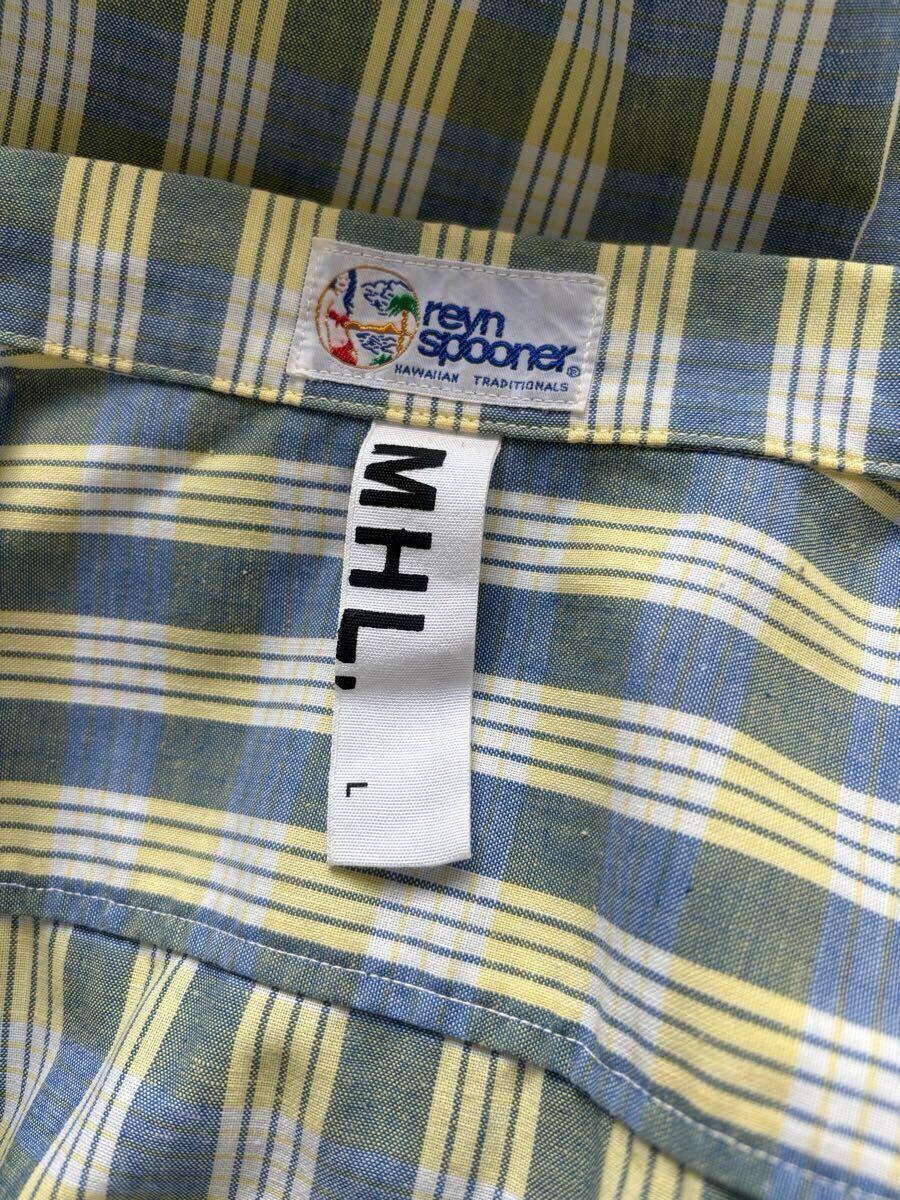 reyn
spooner®
HAWAIIAN TRADITIONALS
MHL.
L